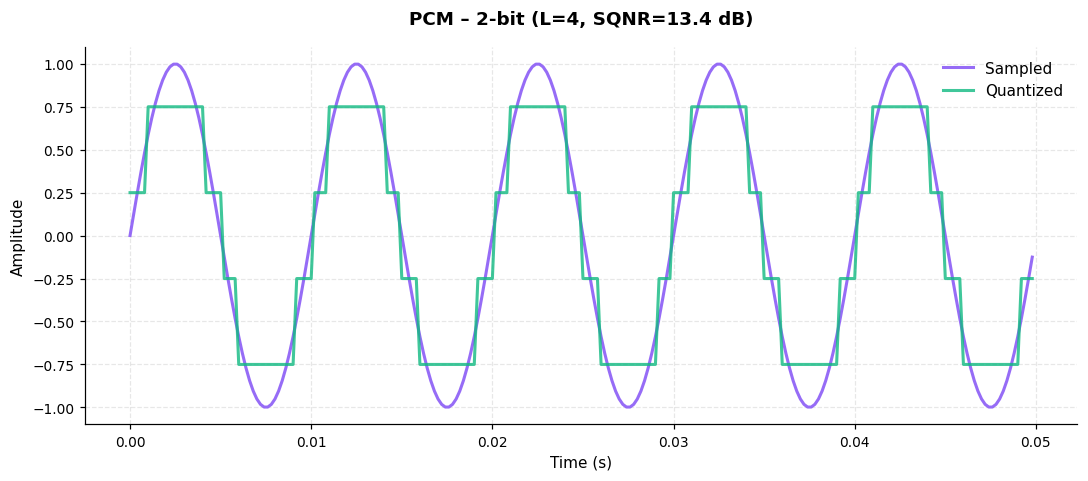 PCM – 2-bit (L=4, SQNR=13.4 dB)
Sampled
Quantized
1.00
0.75
0.50
0.25
0.00
−0.25
−0.50
−0.75
−1.00
Amplitude
0.00 0.01 0.02 0.03 0.04 0.05
Time (s)